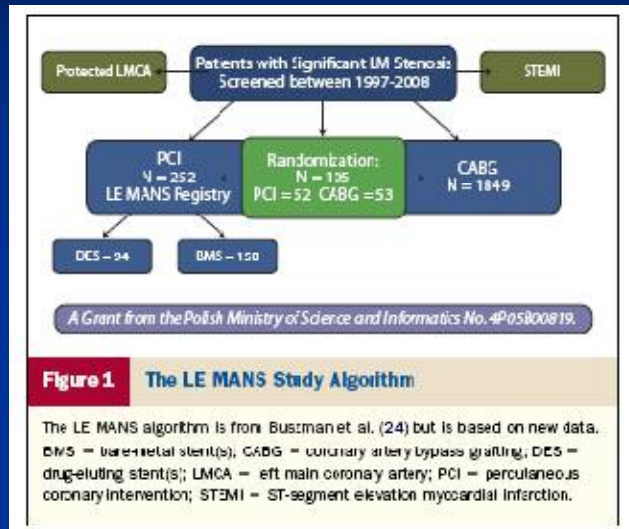 Protected LMCA
Patients with Significant LM Stenosis
Screened between 1997-2008
STEMI
PCI
N = 252
LE MANS Registry
Randomization:
N =
PCI = 52 CABG = 53
CABG
N = 1849
DES – 94
BMS –
A Grant from the Polish Ministry of Science and Informatics No. 4P05B00819.
Figure 1 The LE MANS Study Algorithm
The LE MANS algorithm is from Buszman et al. (24) but is based on new data.
BMS = bare-metal stent(s); CABG = coronary artery bypass grafting; DES =
drug-eluting stent(s); LMCA = left main coronary artery; PCI = percutaneous
coronary intervention; STEMI = ST-segment elevation myocardial infarction.